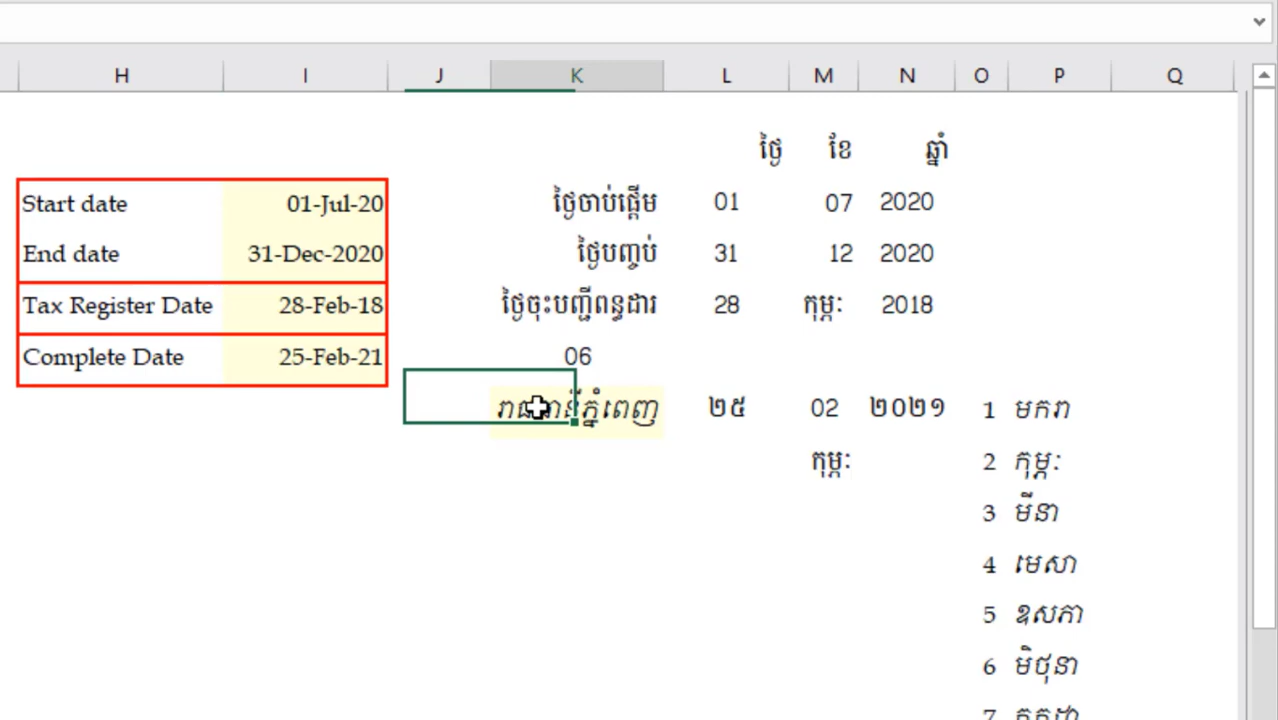 H I J K L M N O P Q
ថ្ងៃ ខែ ឆ្នាំ
Start date 01-Jul-20 ថ្ងៃចាប់ផ្តើម 01 07 2020
End date 31-Dec-2020 ថ្ងៃបញ្ចប់ 31 12 2020
Tax Register Date 28-Feb-18 ថ្ងៃចុះបញ្ជីពន្ធដារ 28 កុម្ភៈ 2018
Complete Date 25-Feb-21 06
២៥ 02 ២០២១ 1 មករា
កុម្ភៈ 2 កុម្ភៈ
3 មីនា
4 មេសា
5 ឧសភា
6 មិថុនា
7